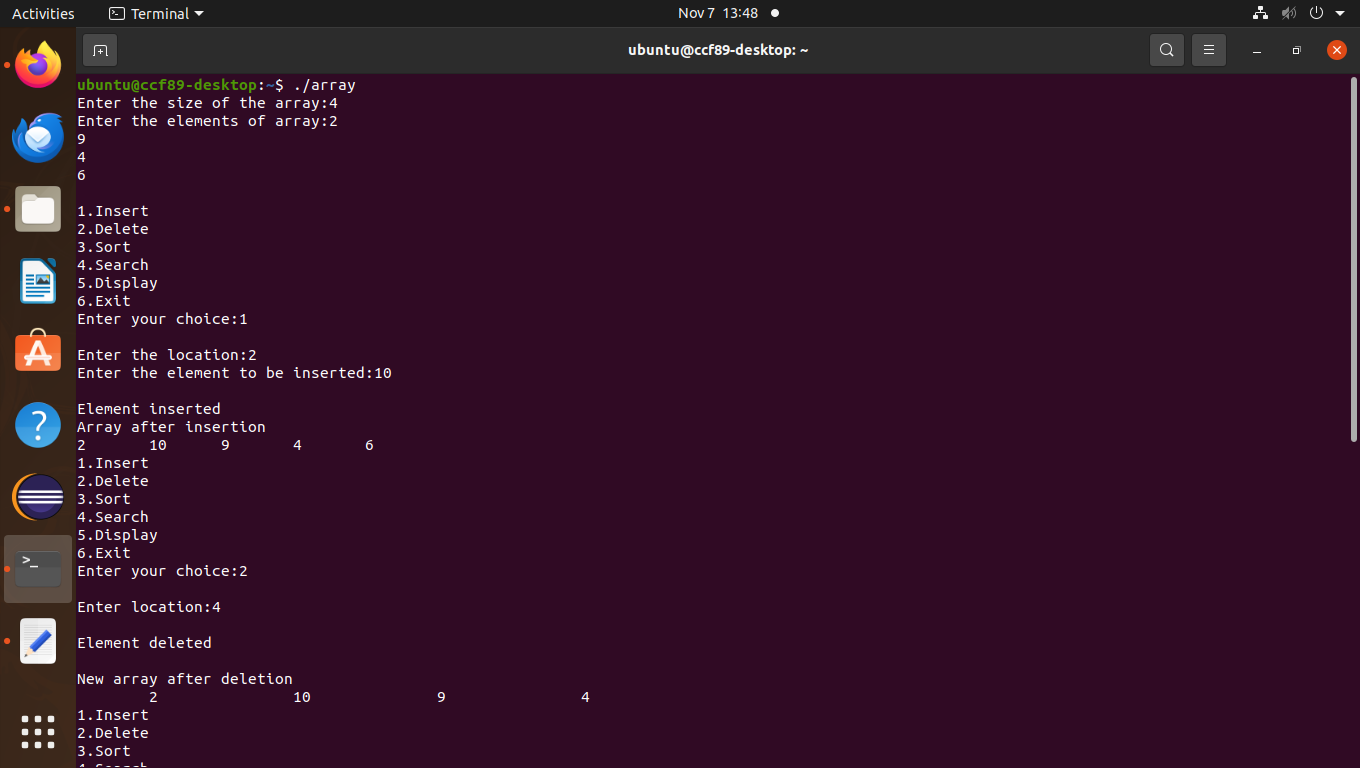 Activities Terminal Nov 7 13:48
ubuntu@ccf89-desktop: ~
ubuntu@ccf89-desktop:~$ ./array
Enter the size of the array:4
Enter the elements of array:2
9
4
6
1.Insert
2.Delete
3.Sort
4.Search
5.Display
6.Exit
Enter your choice:1
Enter the location:2
Enter the element to be inserted:10
Element inserted
Array after insertion
2 10 9 4 6
1.Insert
2.Delete
3.Sort
4.Search
5.Display
6.Exit
Enter your choice:2
Enter location:4
Element deleted
New array after deletion
2 10 9 4
1.Insert
2.Delete
3.Sort
4.Search